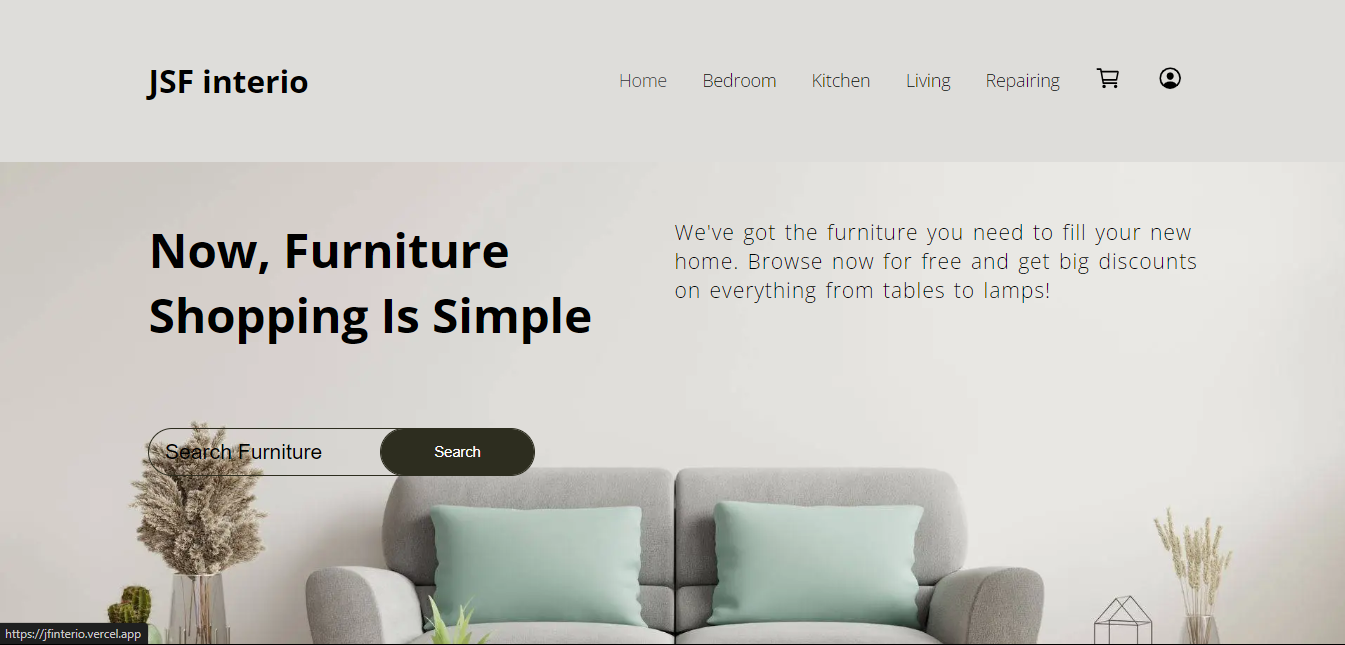 JSF interio
Home Bedroom Kitchen Living Repairing
Now, Furniture
Shopping Is Simple
We've got the furniture you need to fill your new
home. Browse now for free and get big discounts
on everything from tables to lamps!
Search Furniture Search
https://jfinterio.vercel.app